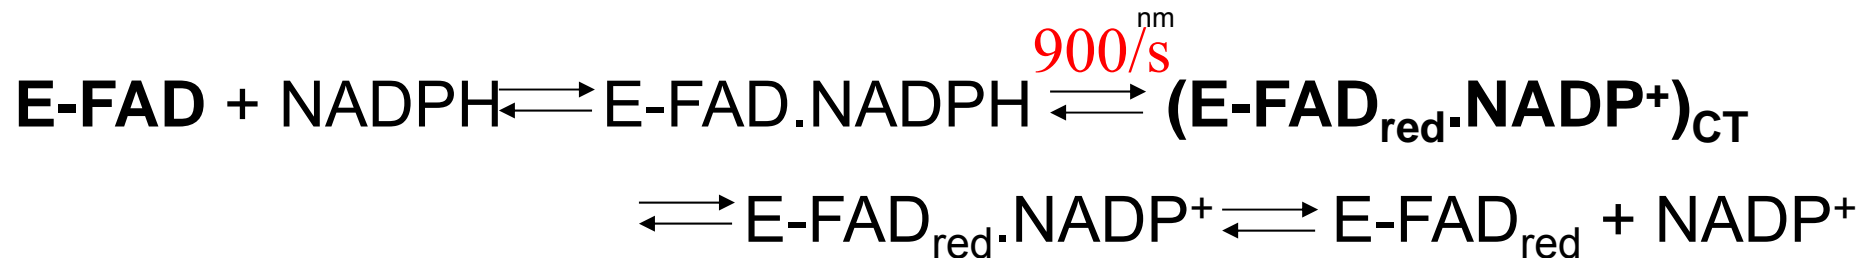 nm
900/s
E-FAD + NADPH ⇌ E-FAD.NADPH ⇌ (E-FADred.NADP+)CT
⇌ E-FADred.NADP+ ⇌ E-FADred + NADP+